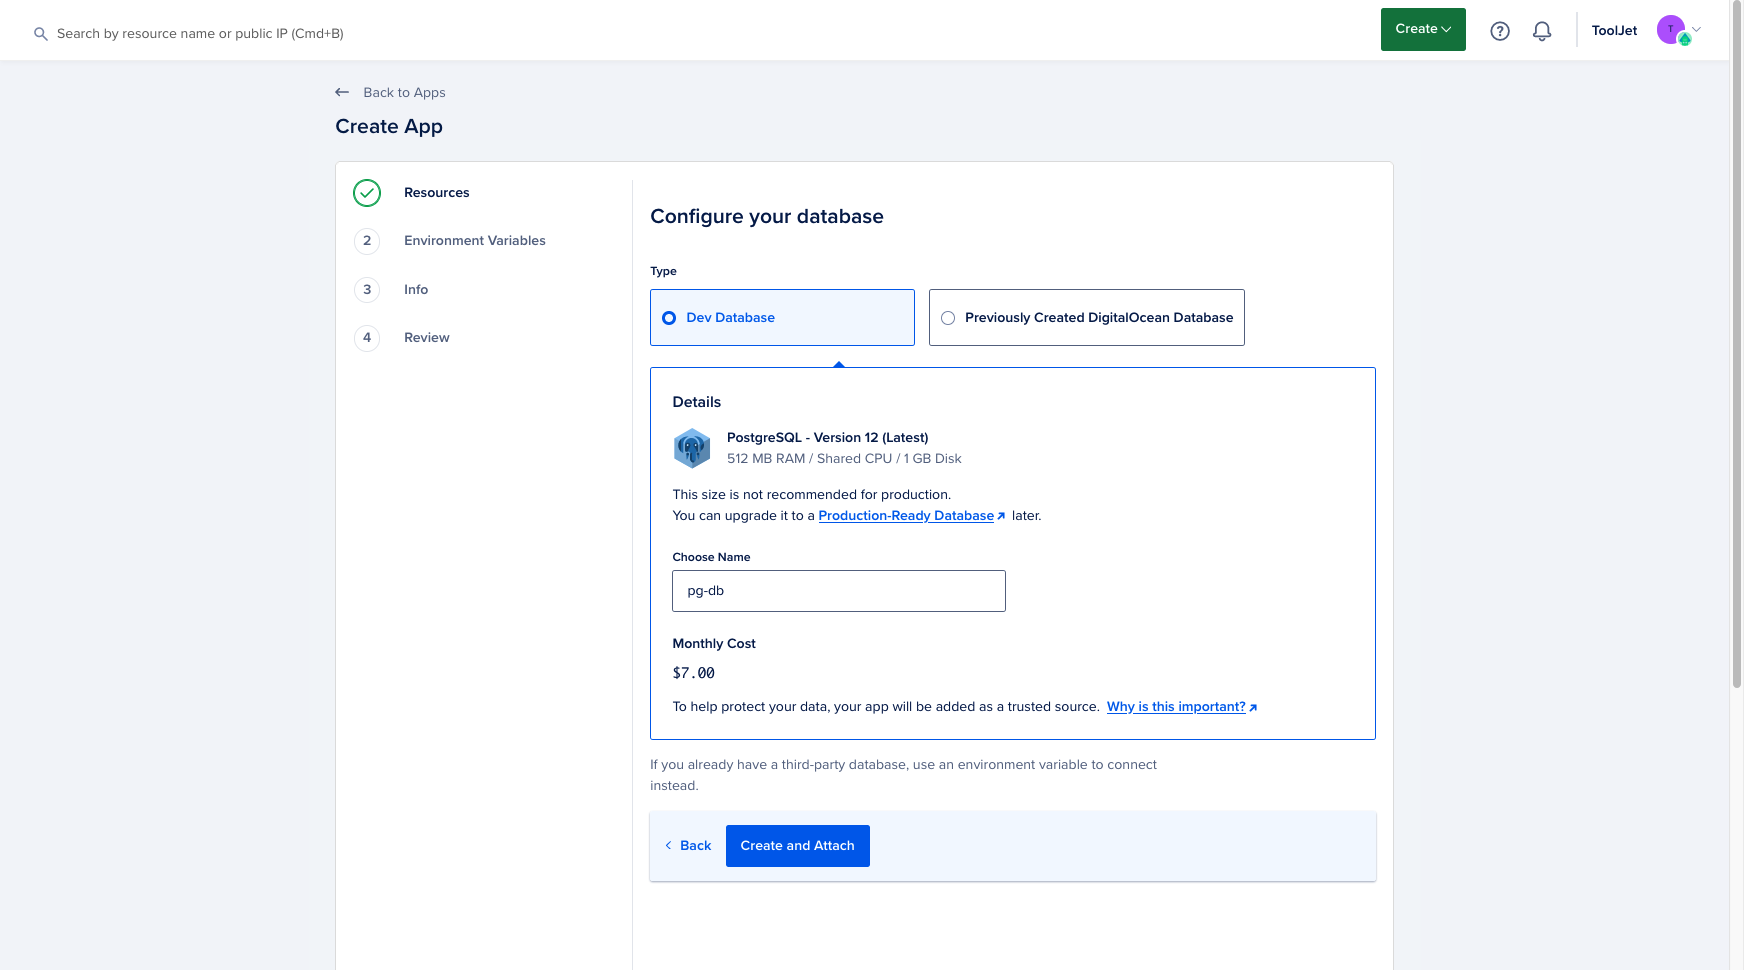 Search by resource name or public IP (Cmd+B)
Create
ToolJet
T
Back to Apps
Create App
Resources
2 Environment Variables
3 Info
4 Review
Configure your database
Type
Dev Database
Previously Created DigitalOcean Database
Details
PostgreSQL - Version 12 (Latest)
512 MB RAM / Shared CPU / 1 GB Disk
This size is not recommended for production.
You can upgrade it to a Production-Ready Database later.
Choose Name
pg-db
Monthly Cost
$7.00
To help protect your data, your app will be added as a trusted source. Why is this important?
If you already have a third-party database, use an environment variable to connect
instead.
Back
Create and Attach